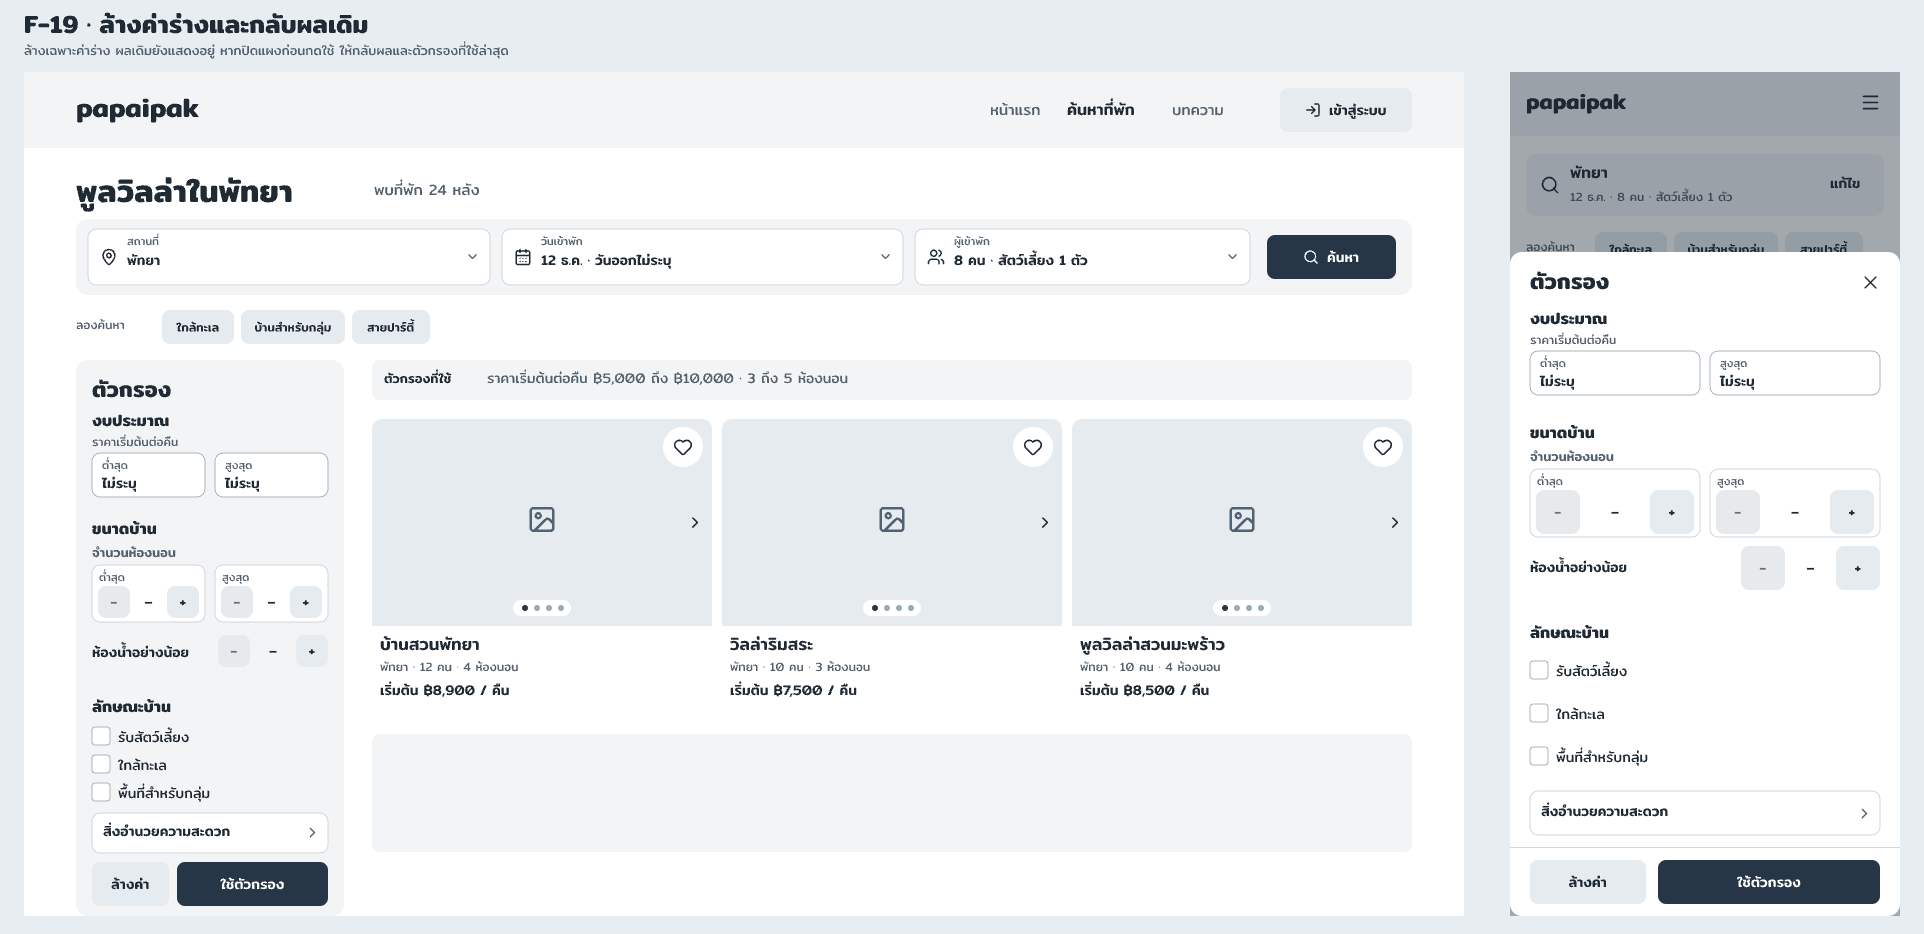 F-19 · ล้างค่าร่างและกลับผลเดิม
ล้างเฉพาะค่าร่าง ผลเดิมยังแสดงอยู่ หากปิดแผงก่อนกดใช้ ให้กลับผลและตัวกรองที่ใช้ล่าสุด
papaipak
หน้าแรก
ค้นหาที่พัก
บทความ
เข้าสู่ระบบ
พูลวิลล่าในพัทยา
พบที่พัก 24 หลัง
สถานที่
พัทยา
วันเข้าพัก
12 ธ.ค. · วันออกไม่ระบุ
ผู้เข้าพัก
8 คน · สัตว์เลี้ยง 1 ตัว
ค้นหา
ลองค้นหา
ใกล้ทะเล
บ้านสำหรับกลุ่ม
สายปาร์ตี้
ตัวกรอง
งบประมาณ
ราคาเริ่มต้นต่อคืน
ต่ำสุด
ไม่ระบุ
สูงสุด
ไม่ระบุ
ขนาดบ้าน
จำนวนห้องนอน
ต่ำสุด
- – +
สูงสุด
- – +
ห้องน้ำอย่างน้อย
- – +
ลักษณะบ้าน
รับสัตว์เลี้ยง
ใกล้ทะเล
พื้นที่สำหรับกลุ่ม
สิ่งอำนวยความสะดวก
ล้างค่า
ใช้ตัวกรอง
ตัวกรองที่ใช้
ราคาเริ่มต้นต่อคืน ฿5,000 ถึง ฿10,000 · 3 ถึง 5 ห้องนอน
บ้านสวนพัทยา
พัทยา · 12 คน · 4 ห้องนอน
เริ่มต้น ฿8,900 / คืน
วิลล่าริมสระ
พัทยา · 10 คน · 3 ห้องนอน
เริ่มต้น ฿7,500 / คืน
พูลวิลล่าสวนมะพร้าว
พัทยา · 10 คน · 4 ห้องนอน
เริ่มต้น ฿8,500 / คืน
papaipak
พัทยา
12 ธ.ค. · 8 คน · สัตว์เลี้ยง 1 ตัว
แก้ไข
ลองค้นหา
ใกล้ทะเล
บ้านสำหรับกลุ่ม
สายปาร์ตี้
ตัวกรอง
งบประมาณ
ราคาเริ่มต้นต่อคืน
ต่ำสุด
ไม่ระบุ
สูงสุด
ไม่ระบุ
ขนาดบ้าน
จำนวนห้องนอน
ต่ำสุด
- – +
สูงสุด
- – +
ห้องน้ำอย่างน้อย
- – +
ลักษณะบ้าน
รับสัตว์เลี้ยง
ใกล้ทะเล
พื้นที่สำหรับกลุ่ม
สิ่งอำนวยความสะดวก
ล้างค่า
ใช้ตัวกรอง